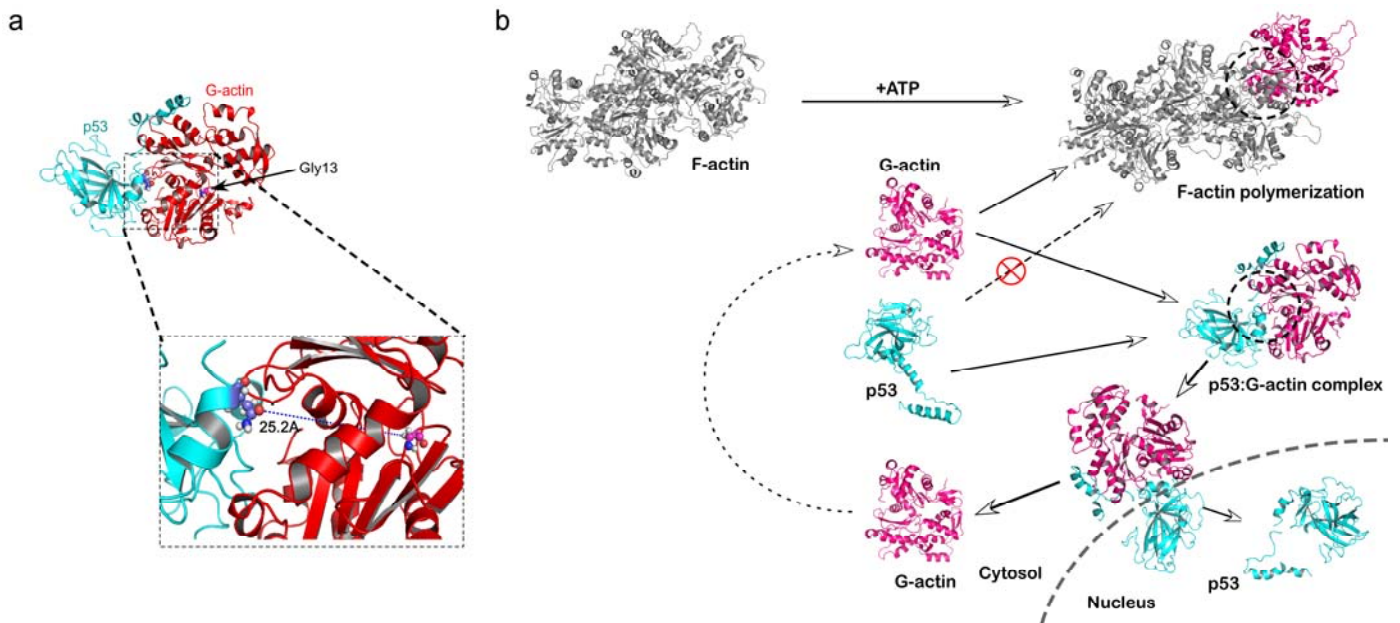 a
p53
G-actin
Gly13
25.2A
b
F-actin
+ATP
F-actin polymerization
G-actin
p53
p53:G-actin complex
G-actin
Cytosol
Nucleus
p53